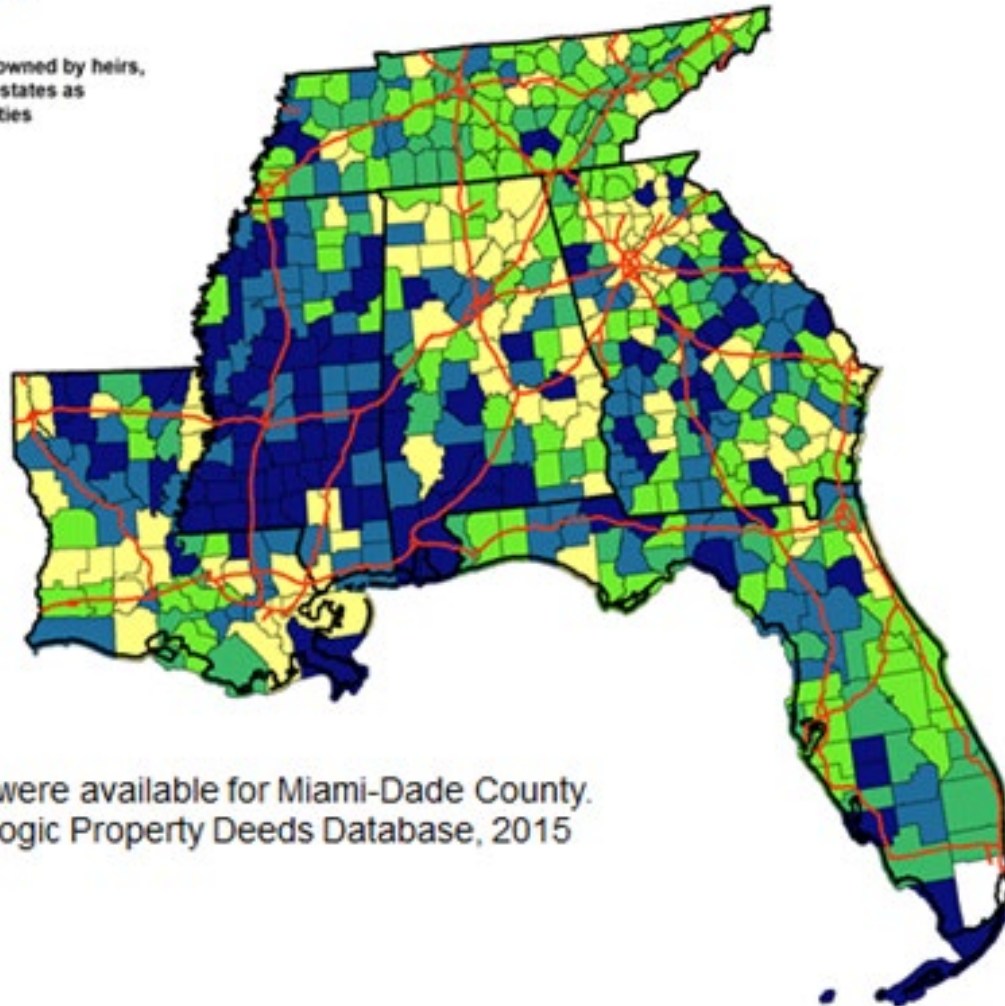 owned by heirs,
states as
ties
were available for Miami-Dade County.
ogic Property Deeds Database, 2015